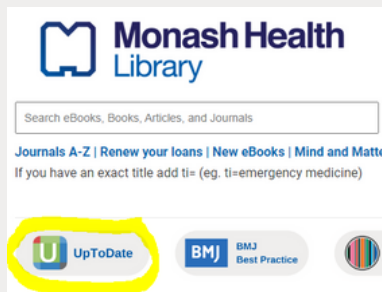 Monash Health
Library
Search eBooks, Books, Articles, and Journals
Journals A-Z | Renew your loans | New eBooks | Mind and Matte
If you have an exact title add ti= (eg. ti=emergency medicine)
U UpToDate
BMJ BMJ
Best Practice